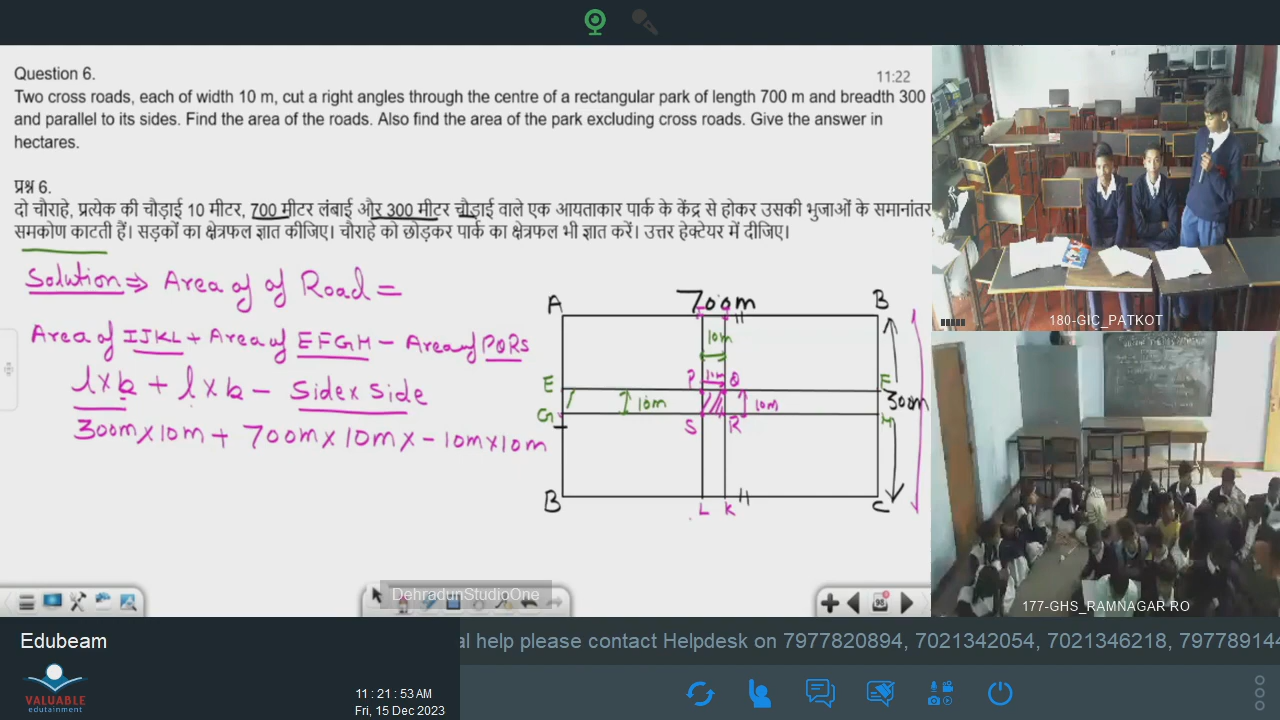 Question 6.
11:22
Two cross roads, each of width 10 m, cut a right angles through the centre of a rectangular park of length 700 m and breadth 300
and parallel to its sides. Find the area of the roads. Also find the area of the park excluding cross roads. Give the answer in
hectares.
प्रश्न 6.
दो चौराहे, प्रत्येक की चौड़ाई 10 मीटर, 700 मीटर लंबाई और 300 मीटर चौड़ाई वाले एक आयताकार पार्क के केंद्र से होकर उसकी भुजाओं के समानांतर
समकोण काटती हैं। सड़कों का क्षेत्रफल ज्ञात कीजिए। चौराहे को छोड़कर पार्क का क्षेत्रफल भी ज्ञात करें। उत्तर हेक्टेयर में दीजिए।
Solution ⇒ Area of of Road =
Area of IJKL + Area of EFGH - Area of PQRS
l x b + l x b - Side x side
300m x 10m + 700m x 10m x - 10m x 10m
A 700m B
10m
P 10m Q
E F
10m 10m 300m
G S R H
B L K C
180-GIC_PATKOT
177-GHS_RAMNAGAR RO
DehradunStudioOne
98
Edubeam
al help please contact Helpdesk on 7977820894, 7021342054, 7021346218, 797789144
VALUABLE
edutainment
11 : 21 : 53 AM
Fri, 15 Dec 2023